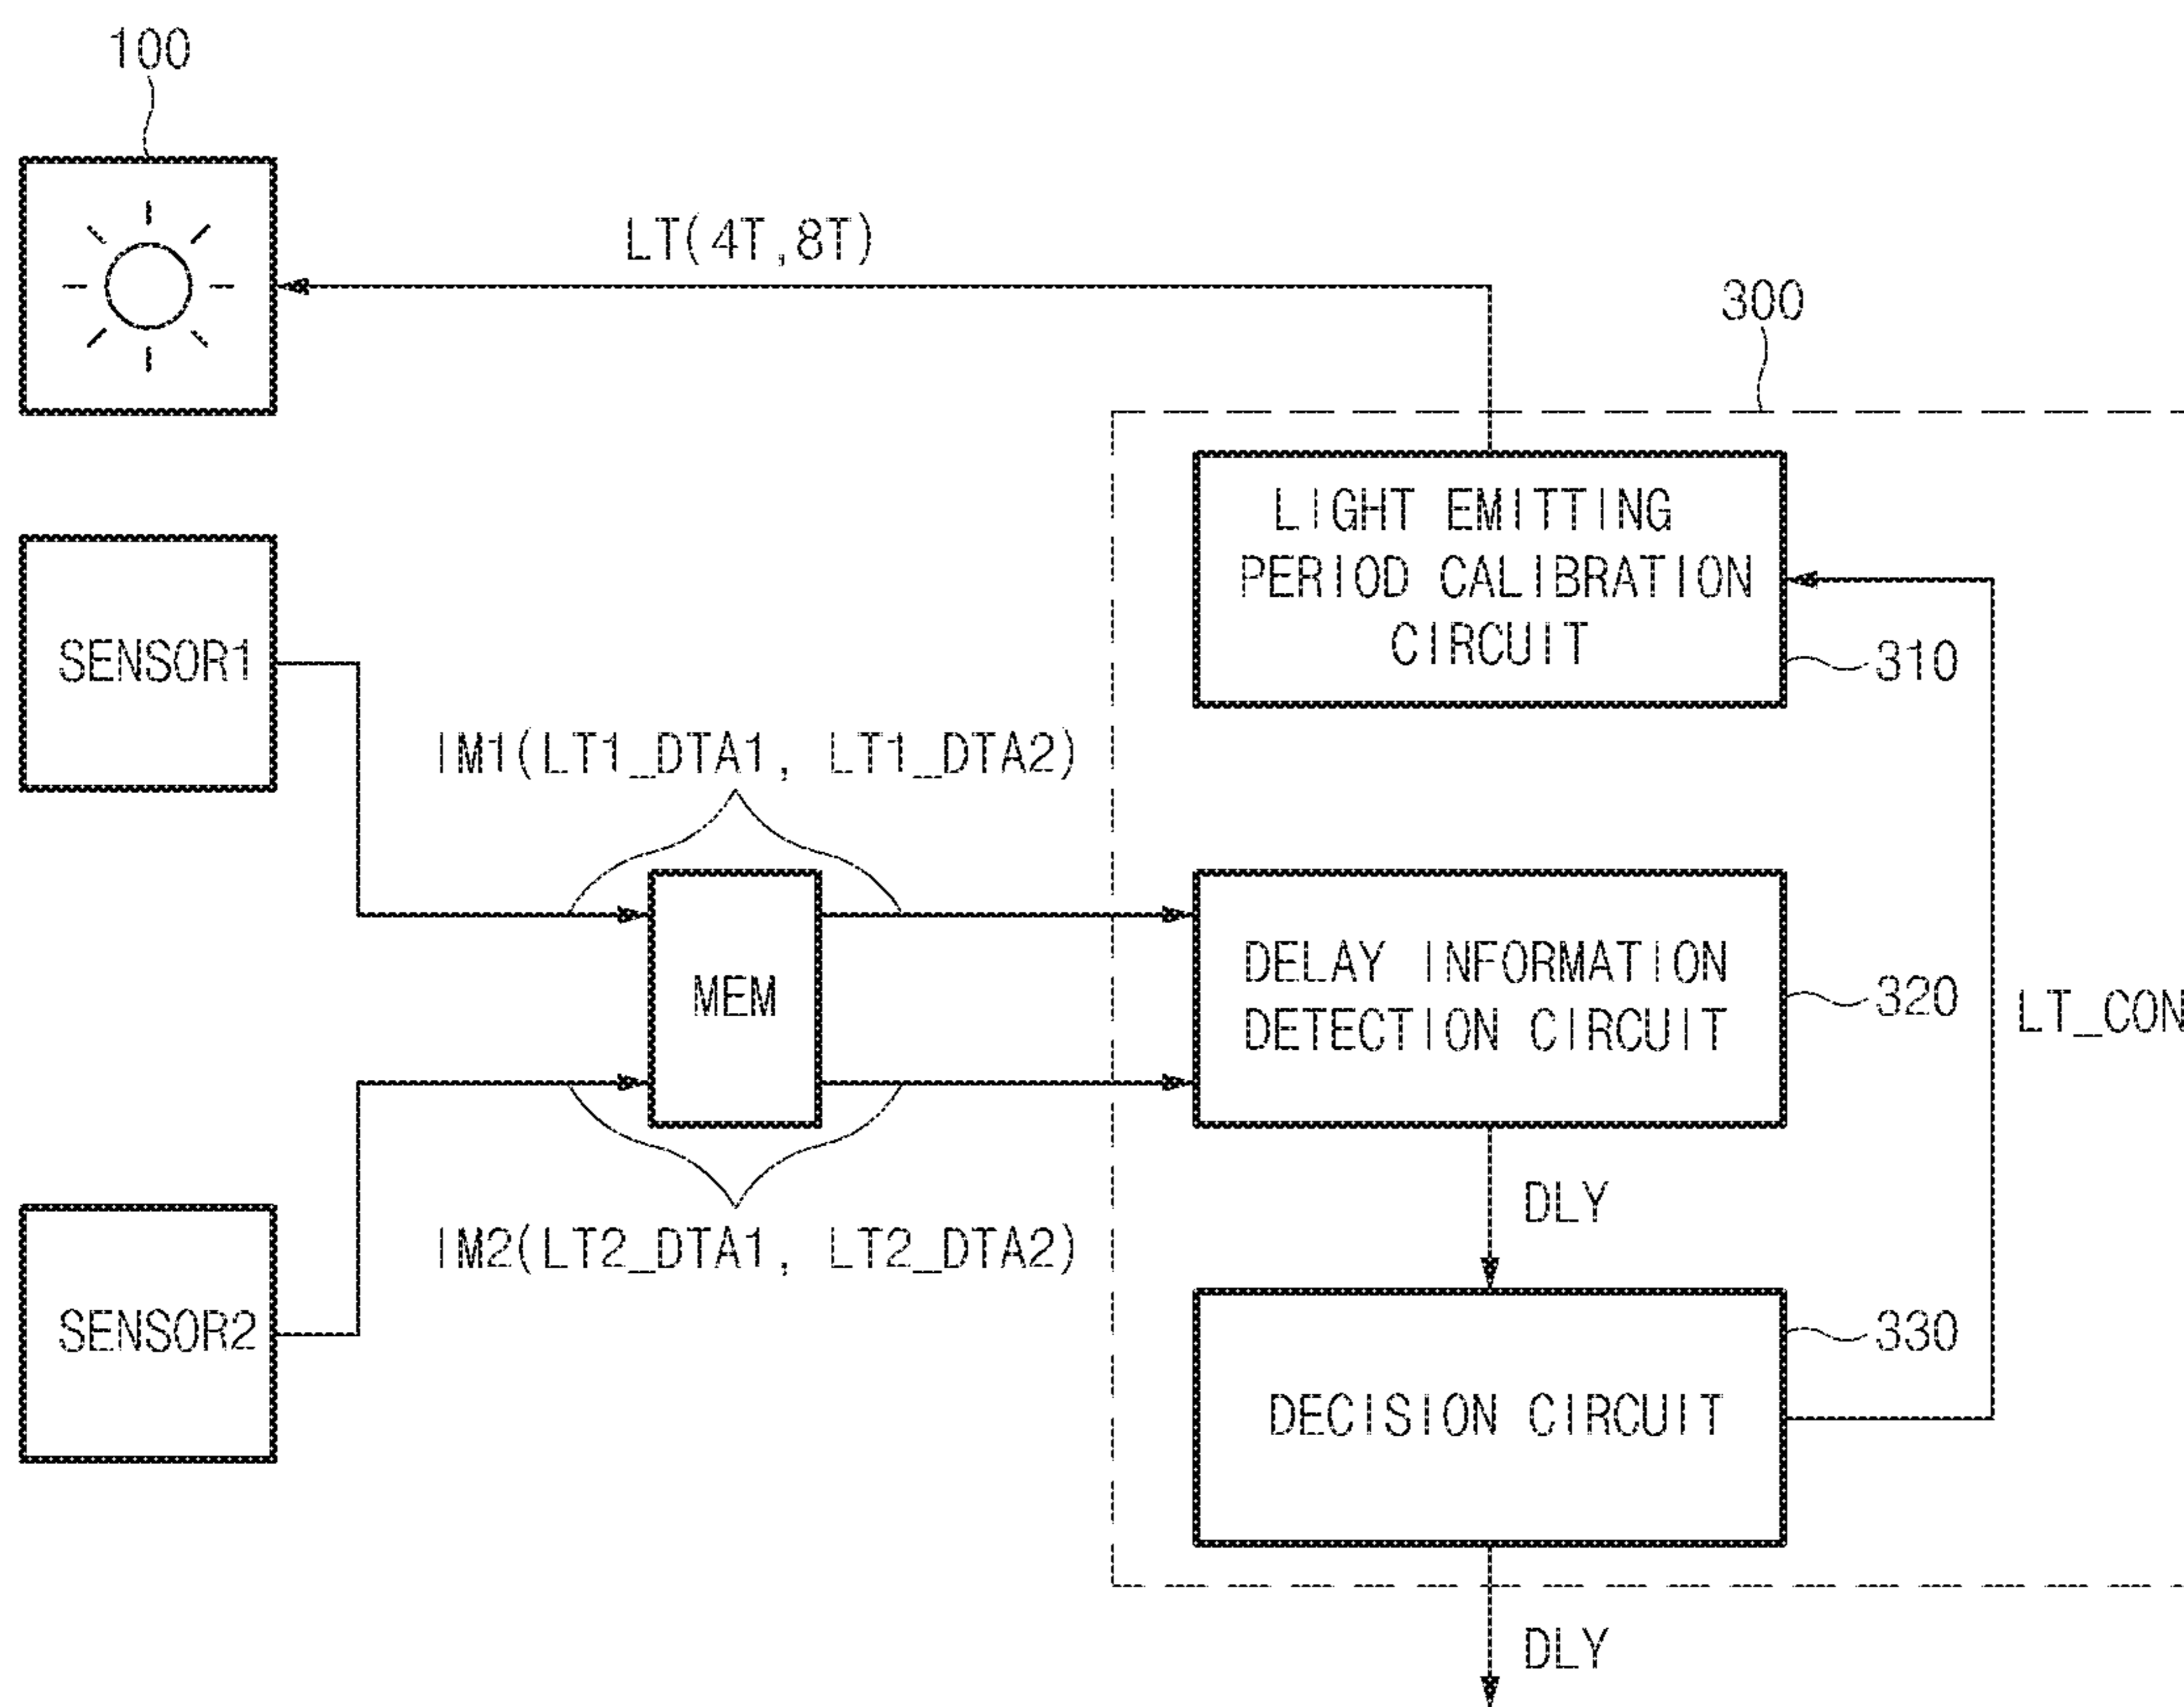 100
LT(4T,8T)
300
LIGHT EMITTING
PERIOD CALIBRATION
CIRCUIT
310
SENSOR1
IM1(LT1_DTA1, LT1_DTA2)
MEM
DELAY INFORMATION
DETECTION CIRCUIT
320
LT_CON
DLY
IM2(LT2_DTA1, LT2_DTA2)
SENSOR2
330
DECISION CIRCUIT
DLY